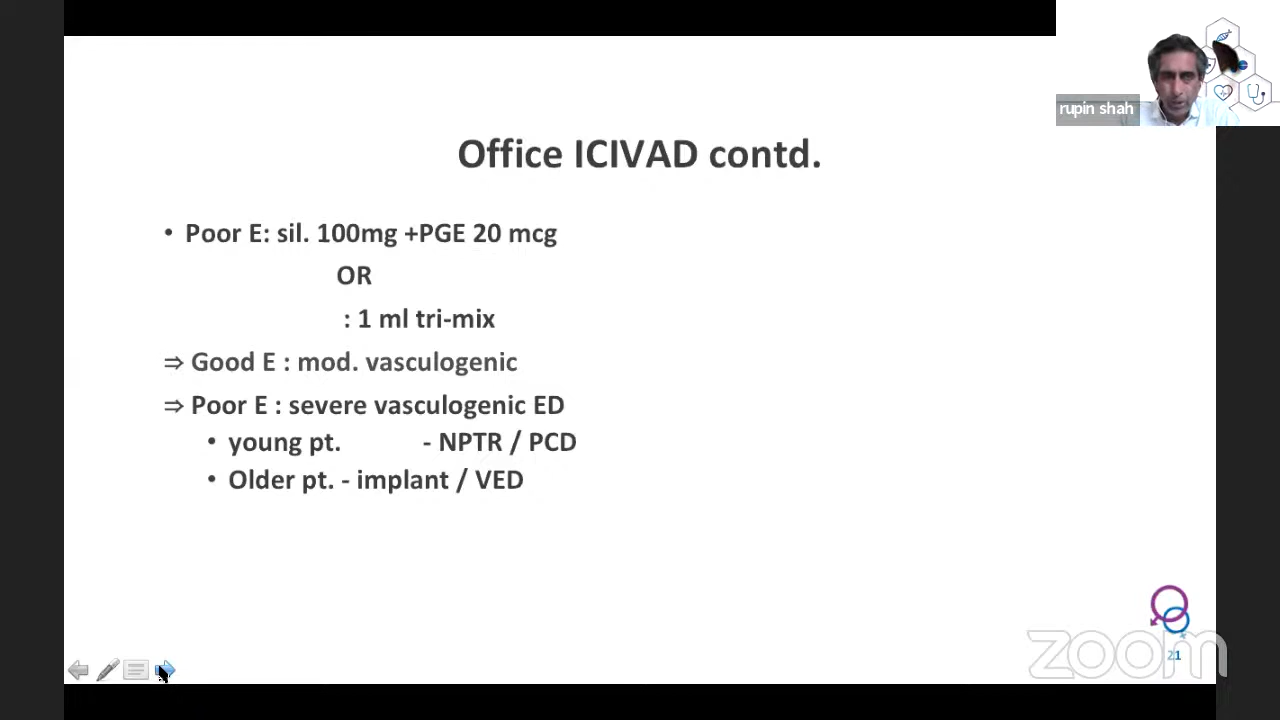 rupin shah
Office ICIVAD contd.
• Poor E: sil. 100mg +PGE 20 mcg
OR
: 1 ml tri-mix
⇒ Good E : mod. vasculogenic
⇒ Poor E : severe vasculogenic ED
• young pt. - NPTR / PCD
• Older pt. - implant / VED
zoom
21